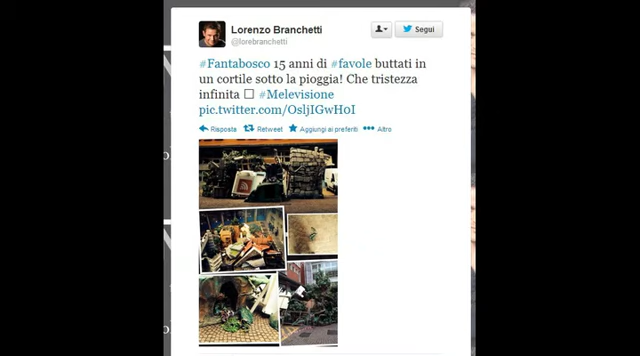 Lorenzo Branchetti
@lorebranchetti
Segui
#Fantabosco 15 anni di #favole buttati in
un cortile sotto la pioggia! Che tristezza
infinita □ #Melevisione
pic.twitter.com/OsljIGwH0I
Risposta Retweet Aggiungi ai preferiti Altro